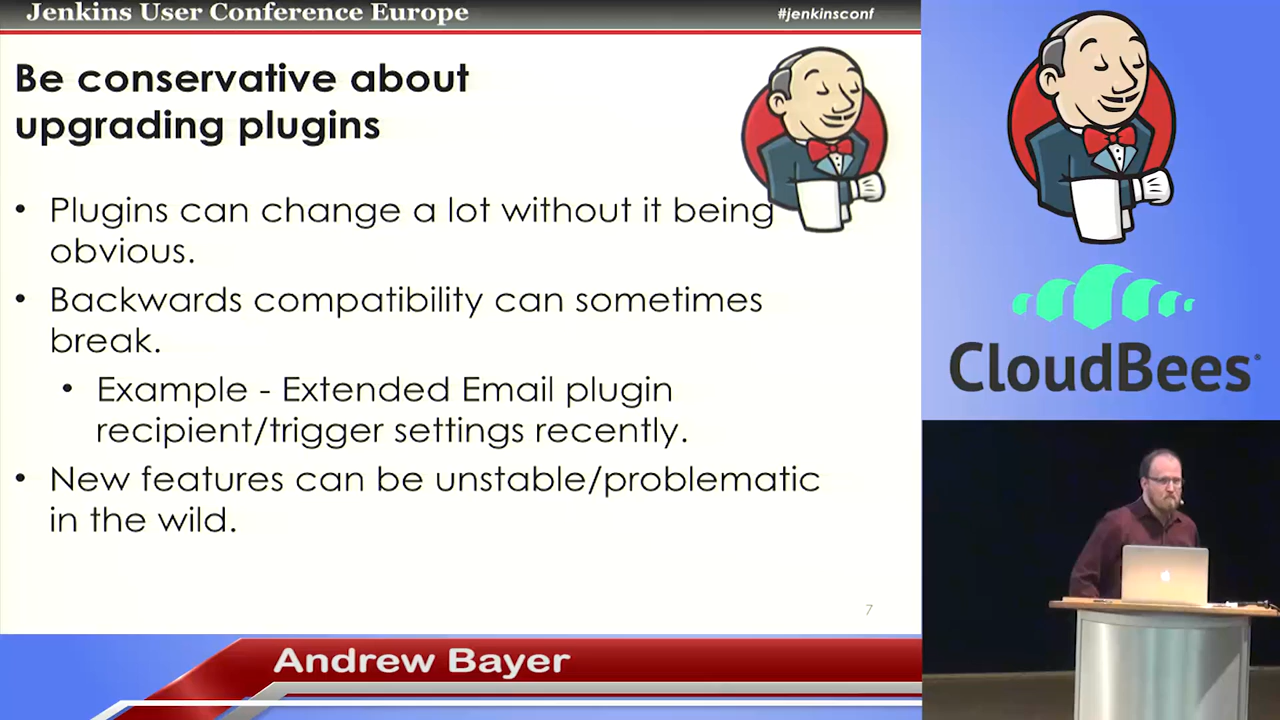 Jenkins User Conference Europe
#jenkinsconf
Be conservative about
upgrading plugins
• Plugins can change a lot without it being
obvious.
• Backwards compatibility can sometimes
break.
• Example - Extended Email plugin
recipient/trigger settings recently.
• New features can be unstable/problematic
in the wild.
7
CloudBees
Andrew Bayer